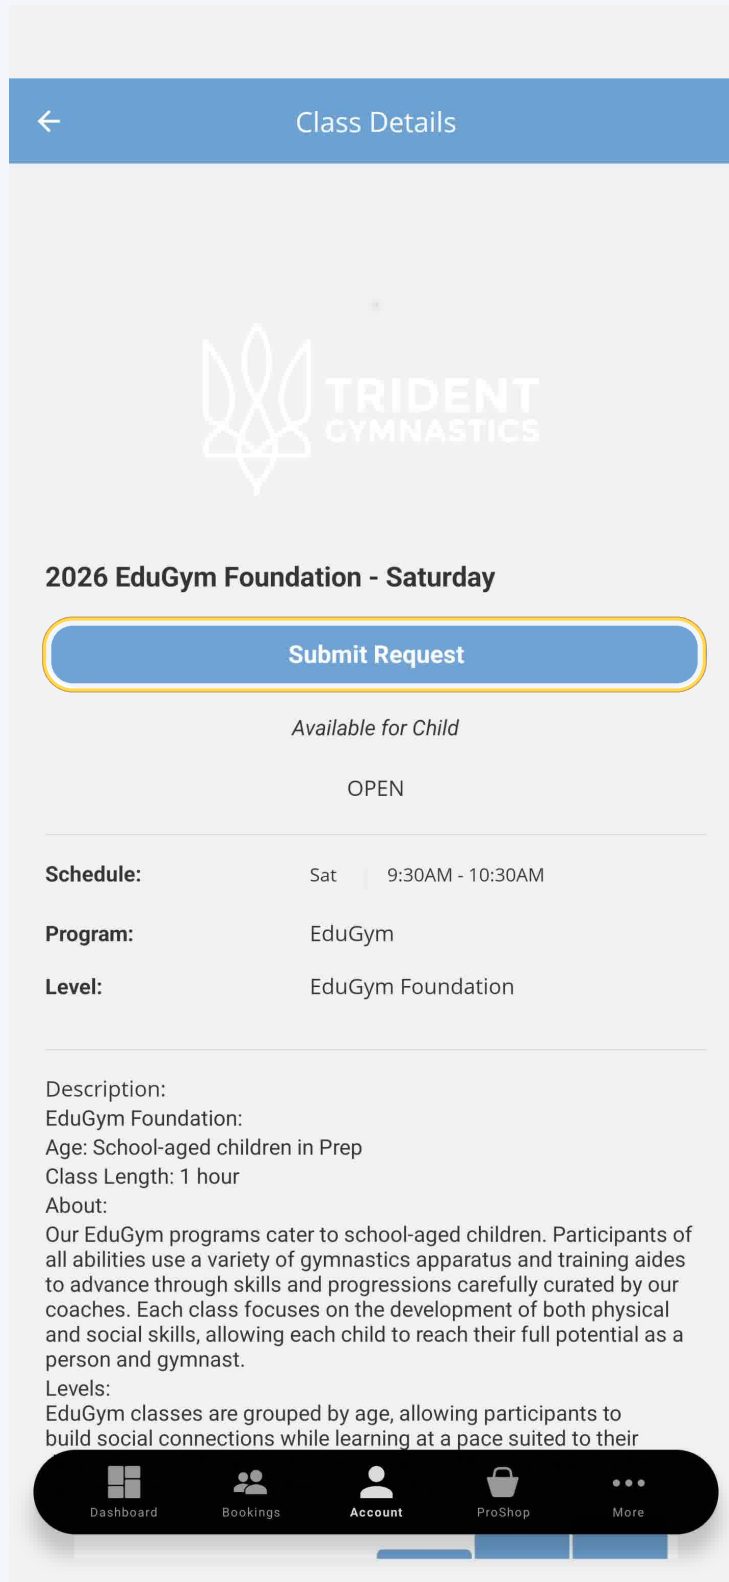 Class Details
TRIDENT
GYMNASTICS
2026 EduGym Foundation - Saturday
Submit Request
Available for Child
OPEN
Schedule: Sat 9:30AM - 10:30AM
Program: EduGym
Level: EduGym Foundation
Description:
EduGym Foundation:
Age: School-aged children in Prep
Class Length: 1 hour
About:
Our EduGym programs cater to school-aged children. Participants of
all abilities use a variety of gymnastics apparatus and training aides
to advance through skills and progressions carefully curated by our
coaches. Each class focuses on the development of both physical
and social skills, allowing each child to reach their full potential as a
person and gymnast.
Levels:
EduGym classes are grouped by age, allowing participants to
build social connections while learning at a pace suited to their
Dashboard Bookings Account ProShop More